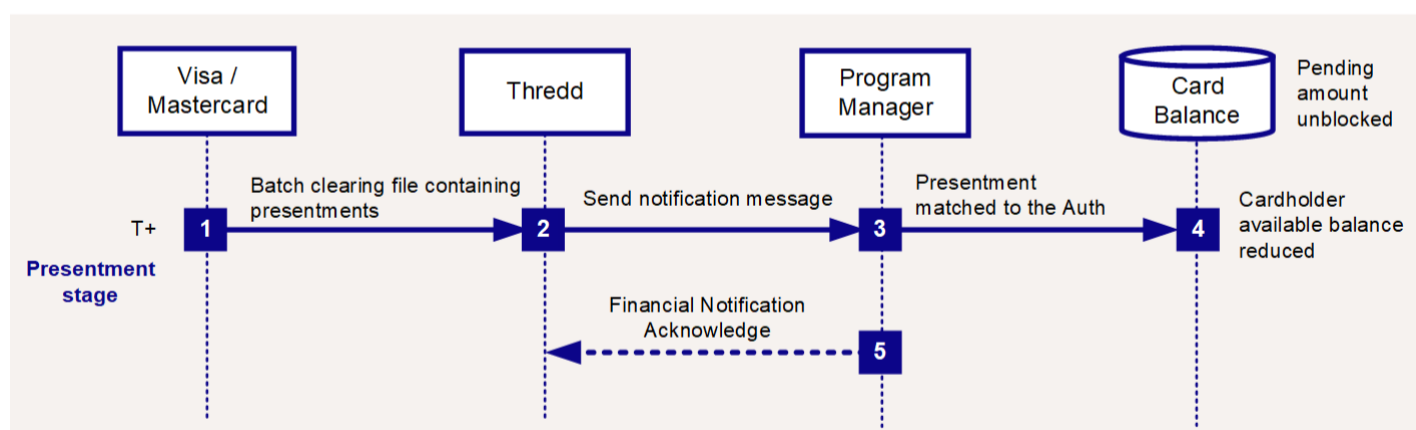 Visa /
Mastercard
Thredd
Program
Manager
Card
Balance
Pending
amount
unblocked
Batch clearing file containing
presentments
Send notification message
Presentment
matched to the Auth
T+
1
2
3
4
Cardholder
available balance
reduced
Presentment
stage
Financial Notification
Acknowledge
5